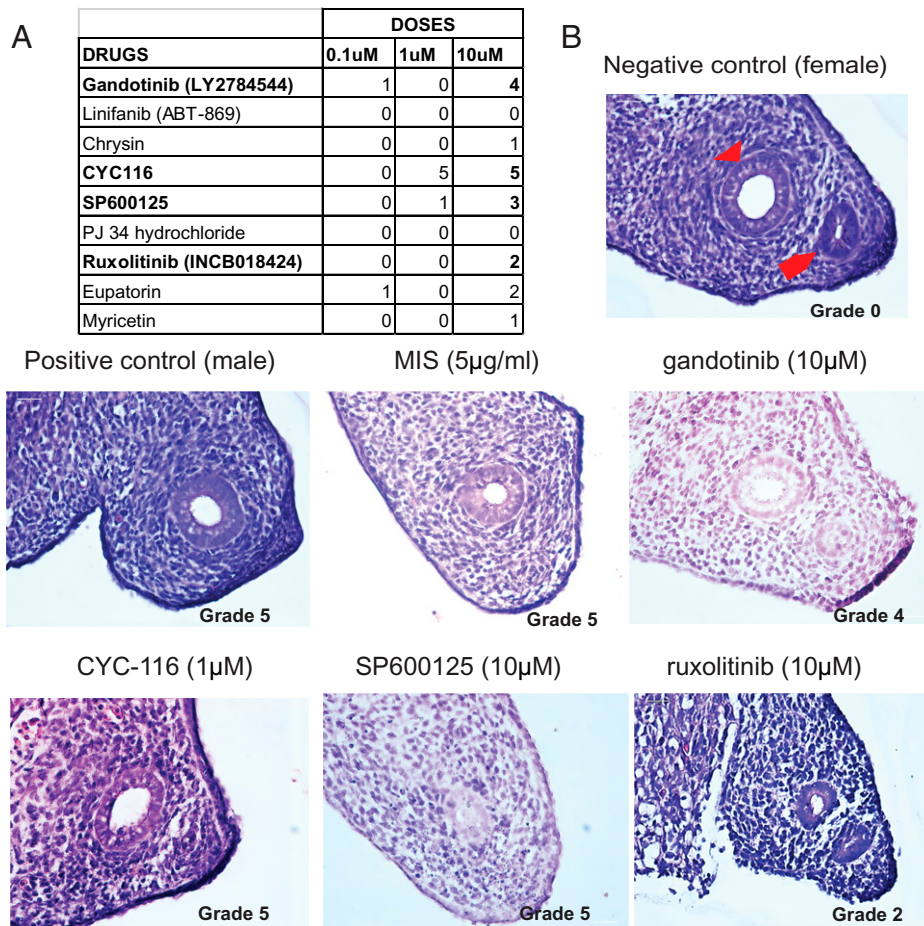 A
DOSES
DRUGS 0.1uM 1uM 10uM
Gandotinib (LY2784544) 1 0 4
Linifanib (ABT-869) 0 0 0
Chrysin 0 0 1
CYC116 0 5 5
SP600125 0 1 3
PJ 34 hydrochloride 0 0 0
Ruxolitinib (INCB018424) 0 0 2
Eupatorin 1 0 2
Myricetin 0 0 1
B
Negative control (female)
Grade 0
Positive control (male) MIS (5µg/ml) gandotinib (10µM)
Grade 5 Grade 5 Grade 4
CYC-116 (1µM) SP600125 (10µM) ruxolitinib (10µM)
Grade 5 Grade 5 Grade 2